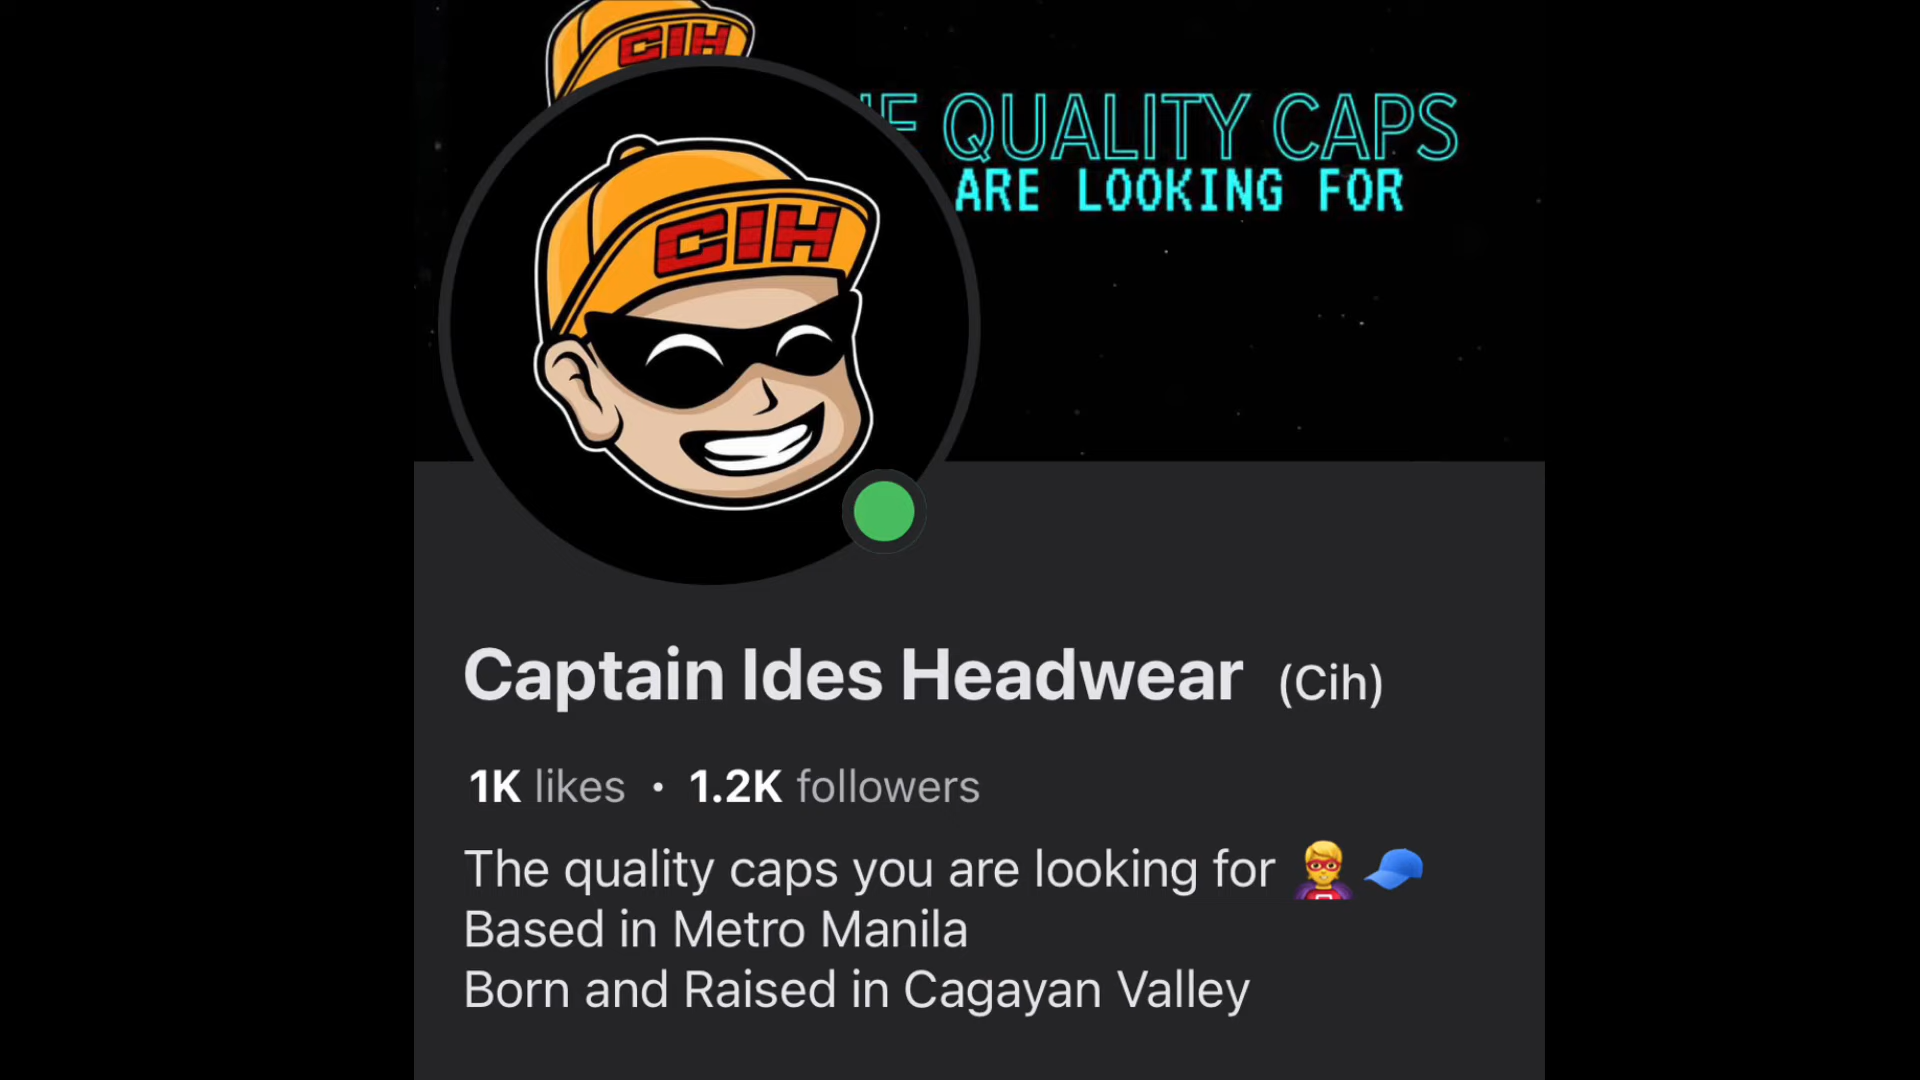 CIH
QUALITY CAPS
ARE LOOKING FOR
CIH
Captain Ides Headwear (Cih)
1K likes • 1.2K followers
The quality caps you are looking for
Based in Metro Manila
Born and Raised in Cagayan Valley